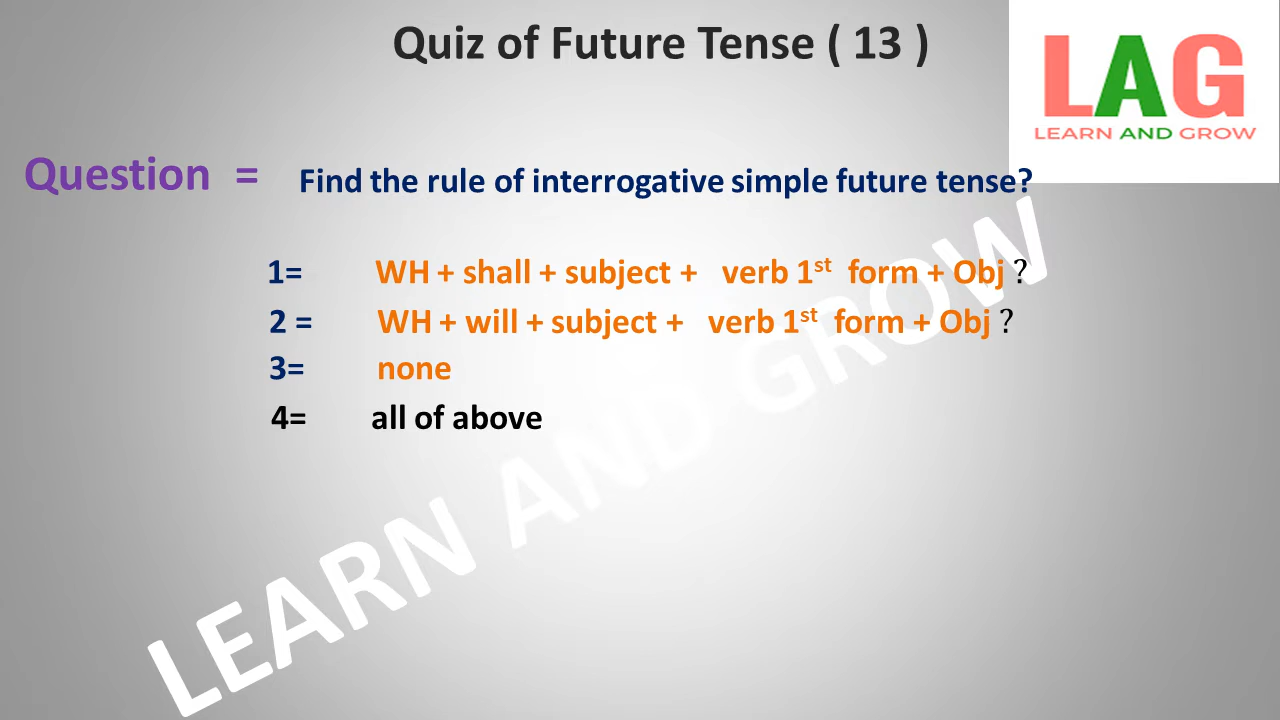 Quiz of Future Tense ( 13 )
LAG
LEARN AND GROW
Question = Find the rule of interrogative simple future tense?
1= WH + shall + subject + verb 1st form + Obj ?
2 = WH + will + subject + verb 1st form + Obj ?
3= none
4= all of above
LEARN AND GROW